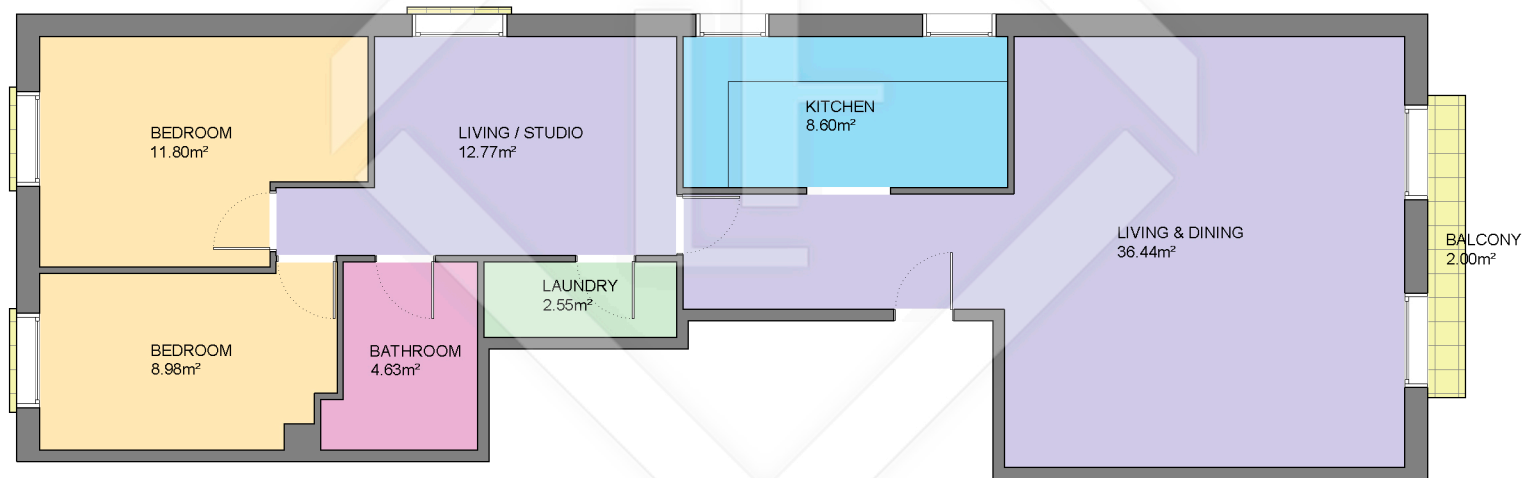 BEDROOM
11.80m²
LIVING / STUDIO
12.77m²
KITCHEN
8.60m²
LIVING & DINING
36.44m²
BALCONY
2.00m²
LAUNDRY
2.55m²
BEDROOM
8.98m²
BATHROOM
4.63m²